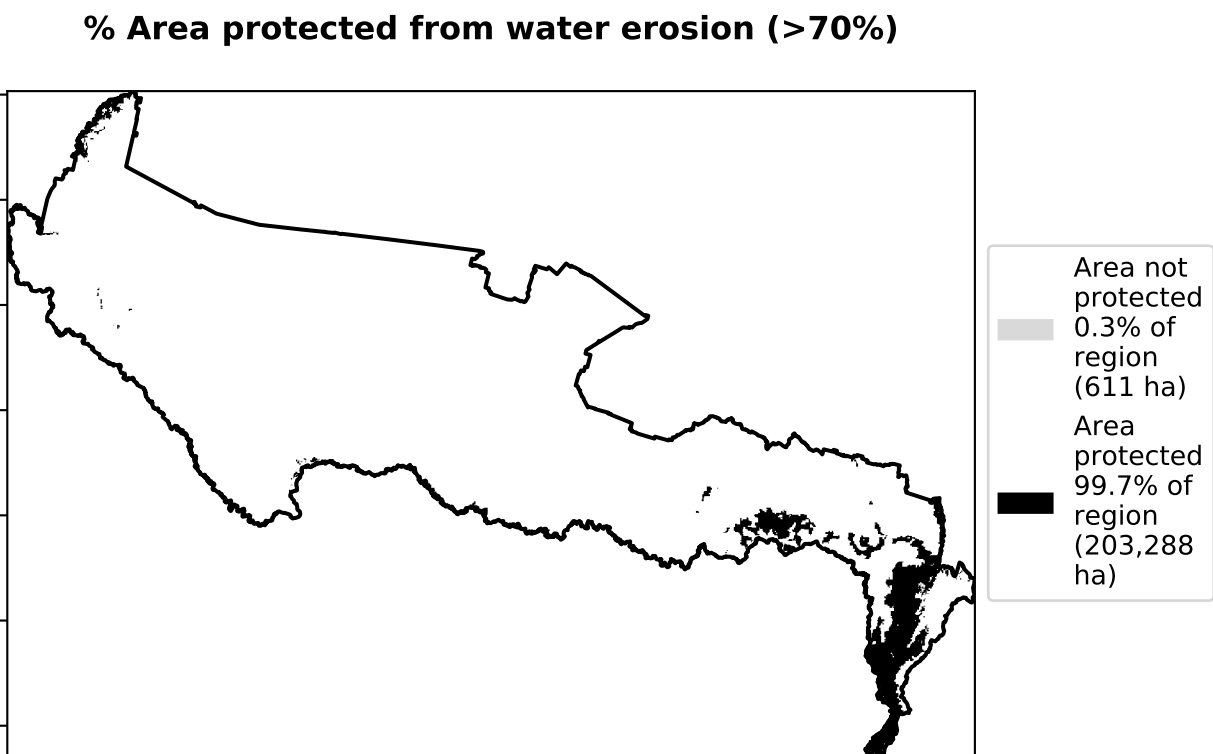 % Area protected from water erosion (>70%)
Area not
protected
0.3% of
region
(611 ha)
Area
protected
99.7% of
region
(203,288
ha)